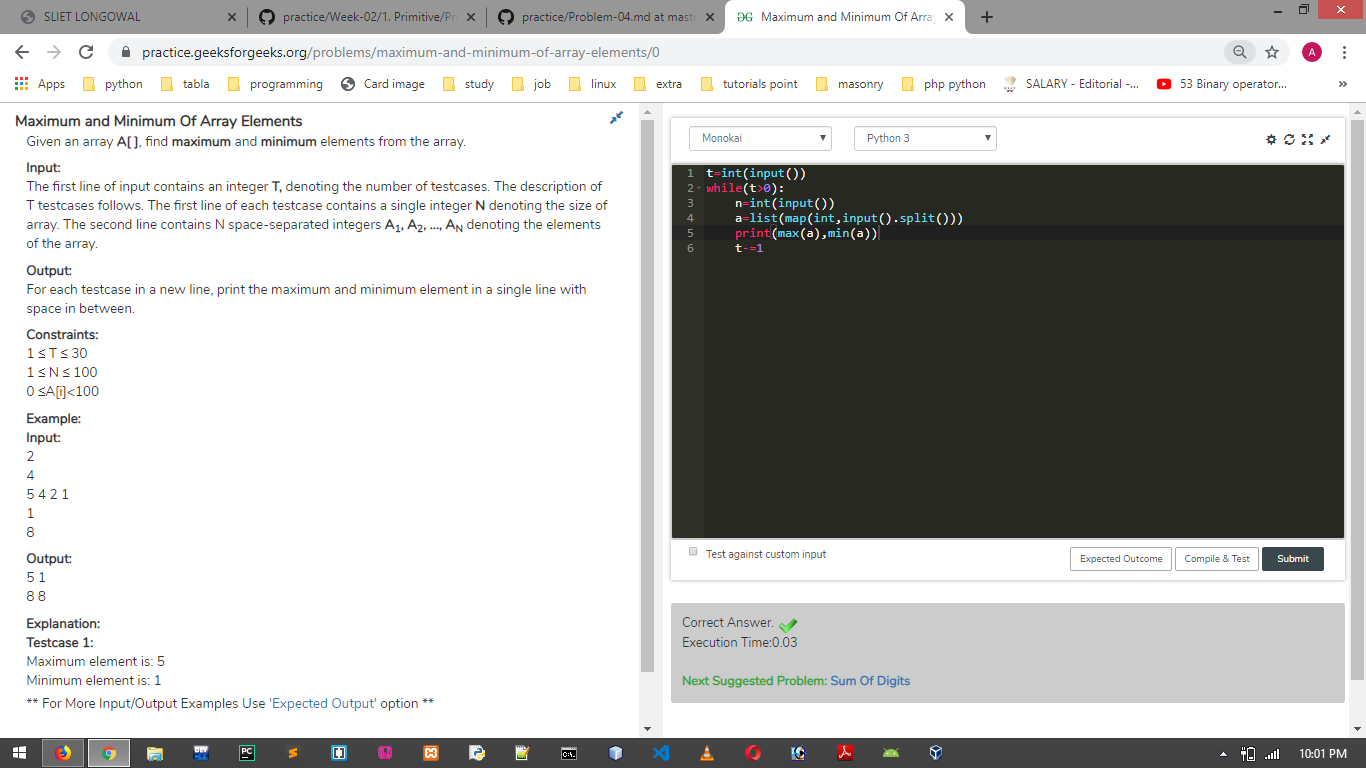 SLIET LONGOWAL
practice/Week-02/1. Primitive/Pr
practice/Problem-04.md at mast
Maximum and Minimum Of Arra
practice.geeksforgeeks.org/problems/maximum-and-minimum-of-array-elements/0
A
Apps python tabla programming Card image study job linux extra tutorials point masonry php python SALARY - Editorial -... 53 Binary operator... »
Maximum and Minimum Of Array Elements
Given an array A[ ], find maximum and minimum elements from the array.
Input:
The first line of input contains an integer T, denoting the number of testcases. The description of
T testcases follows. The first line of each testcase contains a single integer N denoting the size of
array. The second line contains N space-separated integers A1, A2, ..., AN denoting the elements
of the array.
Output:
For each testcase in a new line, print the maximum and minimum element in a single line with
space in between.
Constraints:
1 ≤ T ≤ 30
1 ≤ N ≤ 100
0 ≤A[i]<100
Example:
Input:
2
4
5 4 2 1
1
8
Output:
5 1
8 8
Explanation:
Testcase 1:
Maximum element is: 5
Minimum element is: 1
** For More Input/Output Examples Use 'Expected Output' option **
Monokai
Python 3
1 t=int(input())
2 while(t>0):
3 n=int(input())
4 a=list(map(int,input().split()))
5 print(max(a),min(a))
6 t-=1
Test against custom input
Expected Outcome
Compile & Test
Submit
Correct Answer.
Execution Time:0.03
Next Suggested Problem: Sum Of Digits
10:01 PM